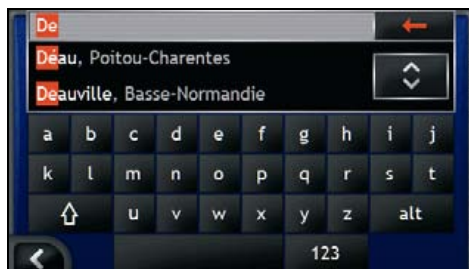 De
Déau, Poitou-Charentes
Deauville, Basse-Normandie
a b c d e f g h i j
k l m n o p q r s t
u v w x y z alt
123